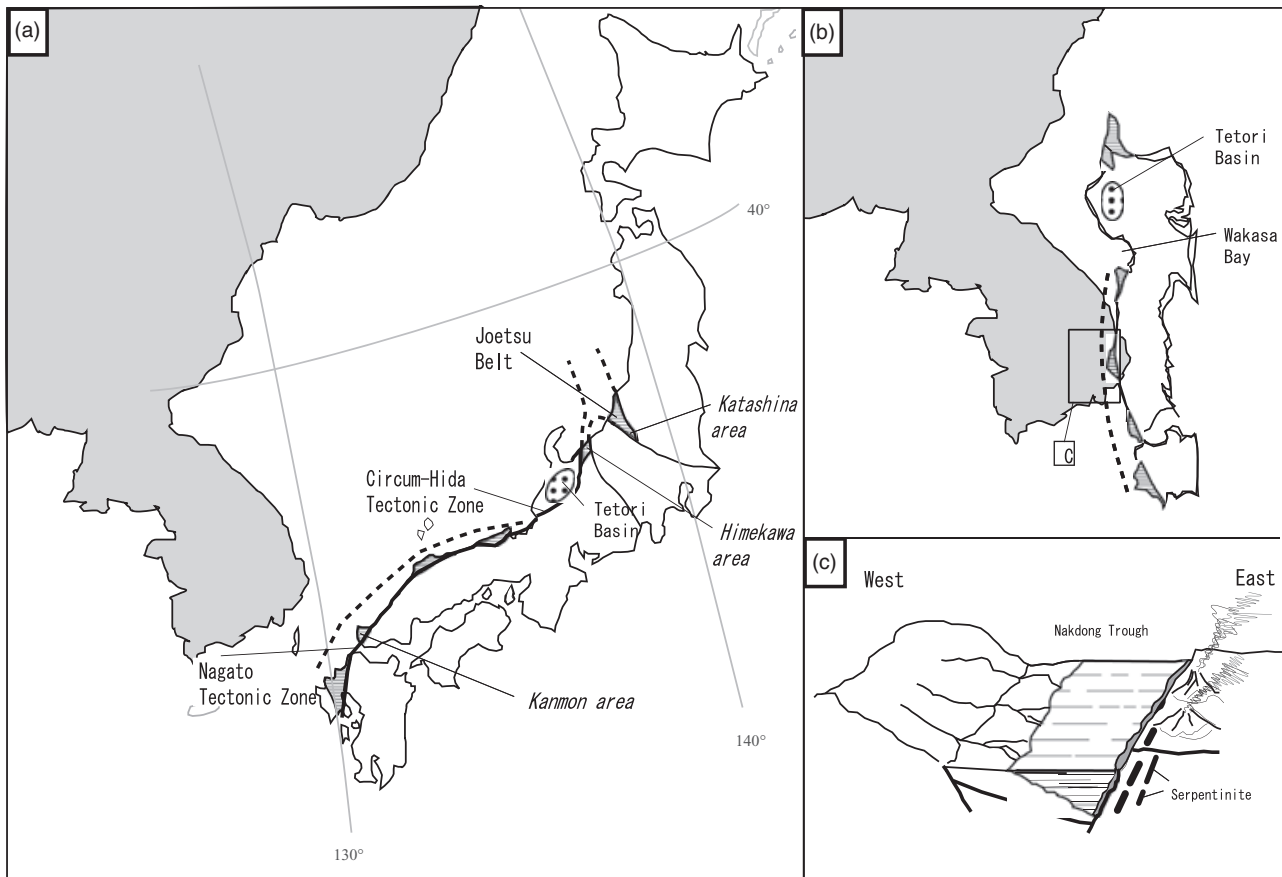 (a)
40°
Joetsu
Belt
Katashina
area
Circum-Hida
Tectonic Zone
Tetori
Basin
Himekawa
area
Nagato
Tectonic Zone
Kanmon area
140°
130°
(b)
Tetori
Basin
Wakasa
Bay
C
(c)
West
East
Nakdong Trough
Serpentinite